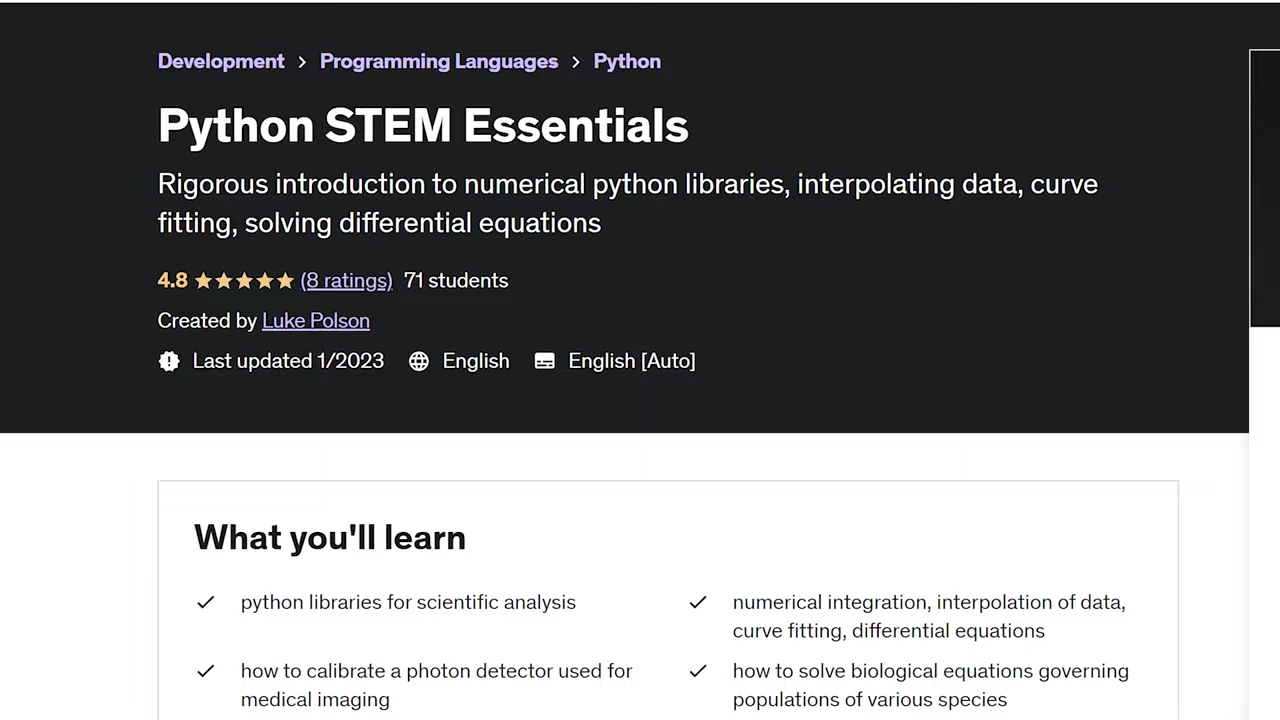 Development > Programming Languages > Python
Python STEM Essentials
Rigorous introduction to numerical python libraries, interpolating data, curve
fitting, solving differential equations
4.8 (8 ratings) 71 students
Created by Luke Polson
Last updated 1/2023 English English [Auto]
What you'll learn
python libraries for scientific analysis
numerical integration, interpolation of data,
curve fitting, differential equations
how to calibrate a photon detector used for
medical imaging
how to solve biological equations governing
populations of various species